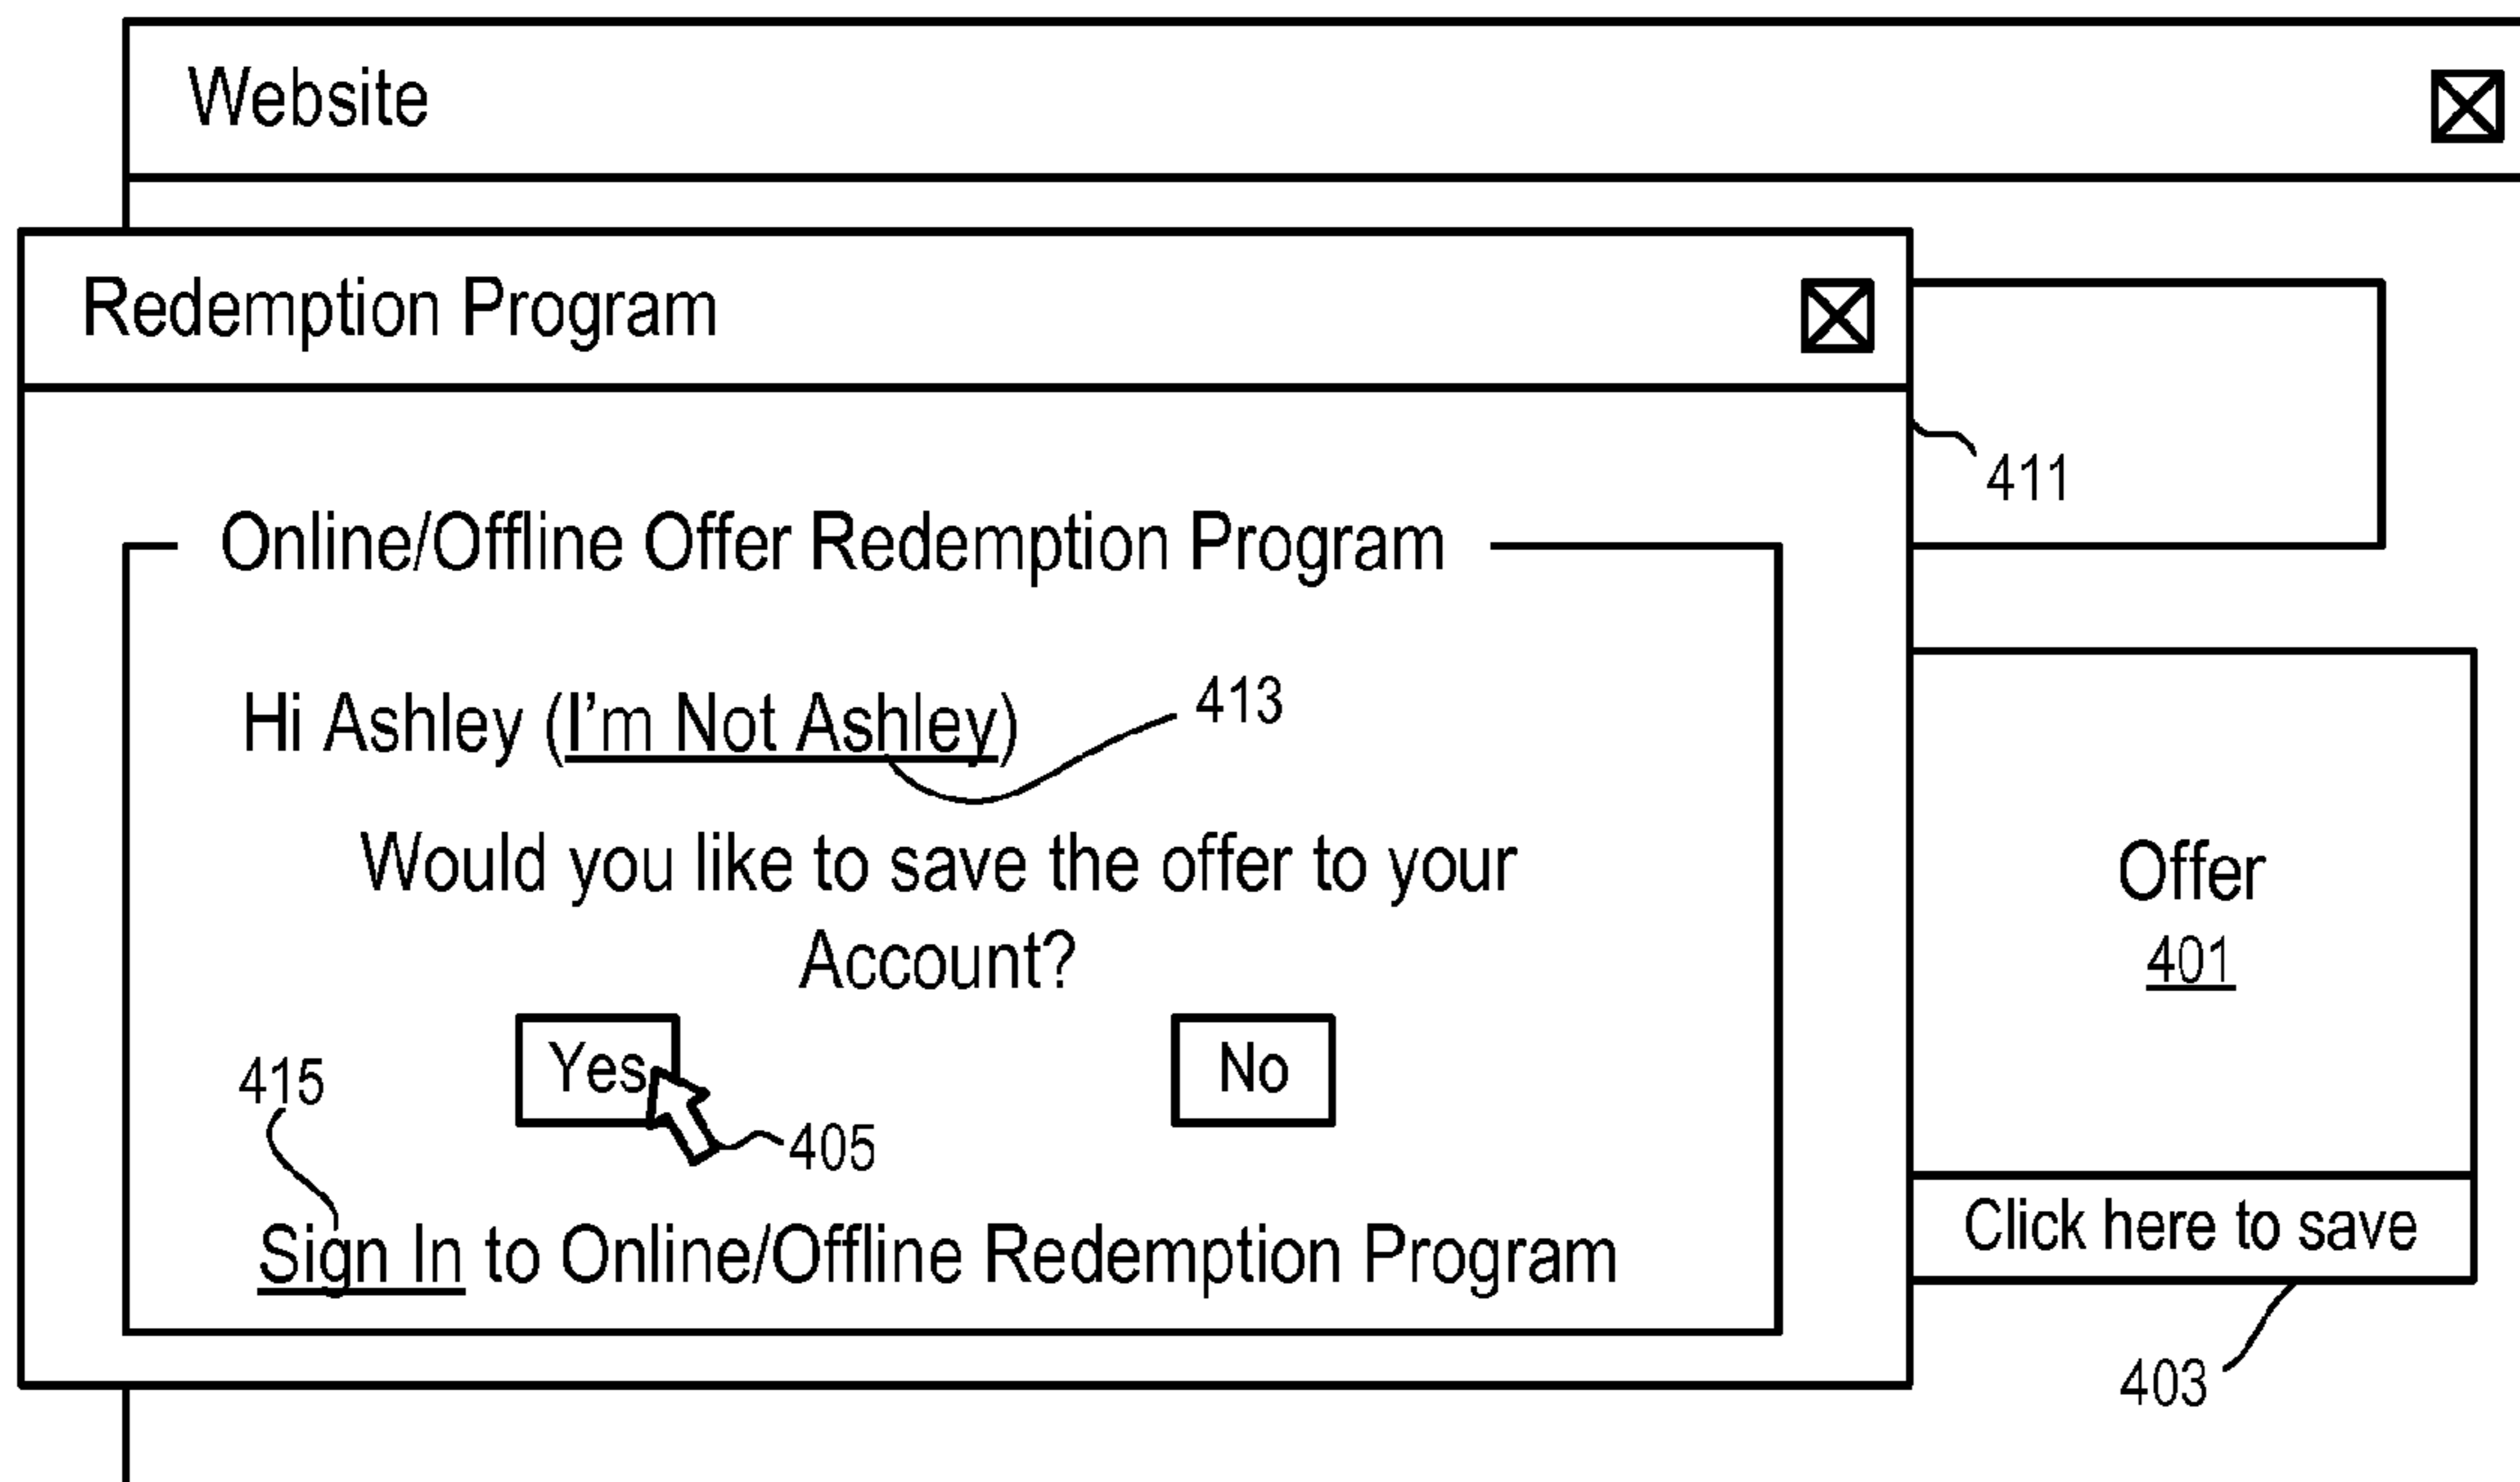 Website
Redemption Program
411
Online/Offline Offer Redemption Program
413
Hi Ashley (I'm Not Ashley)
Would you like to save the offer to your
Account?
Offer
401
Yes
No
415
405
Sign In to Online/Offline Redemption Program
Click here to save
403